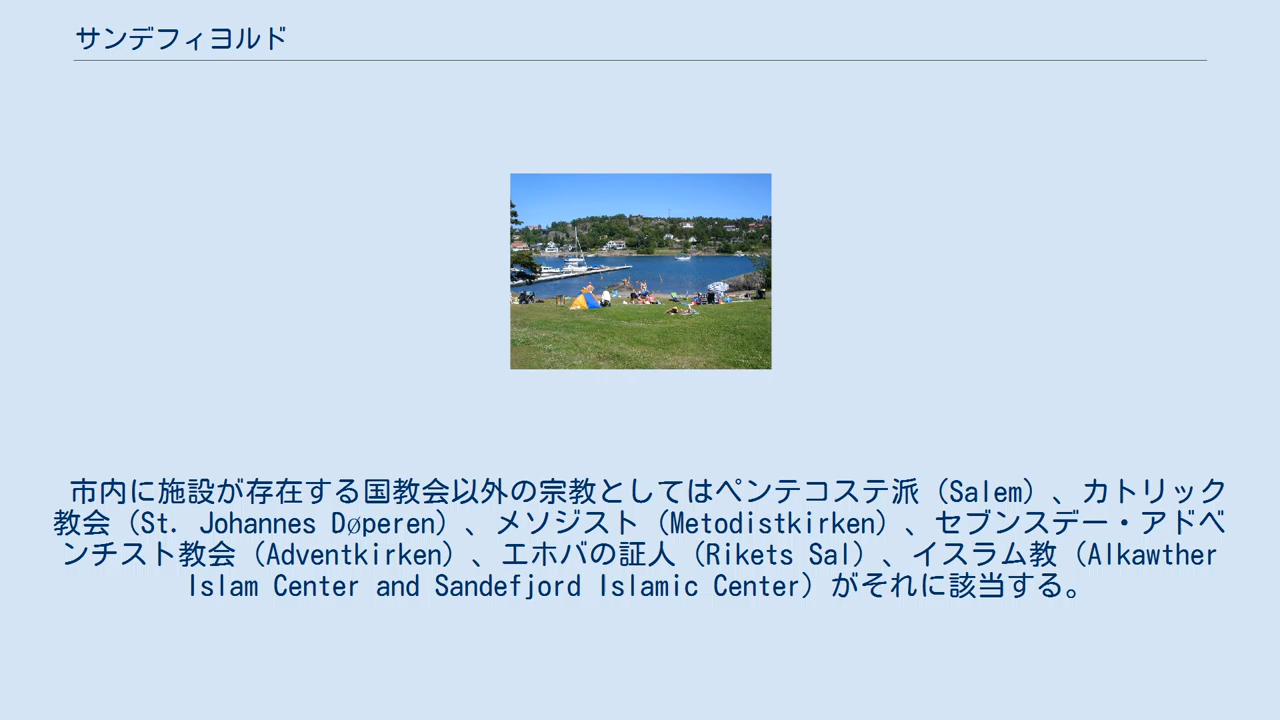 サンデフィヨルド
市内に施設が存在する国教会以外の宗教としてはペンテコステ派（Salem）、カトリック
教会（St. Johannes Døperen）、メソジスト（Metodistkirken）、セブンスデー・アドベ
ンチスト教会（Adventkirken）、エホバの証人（Rikets Sal）、イスラム教（Alkawther
Islam Center and Sandefjord Islamic Center）がそれに該当する。